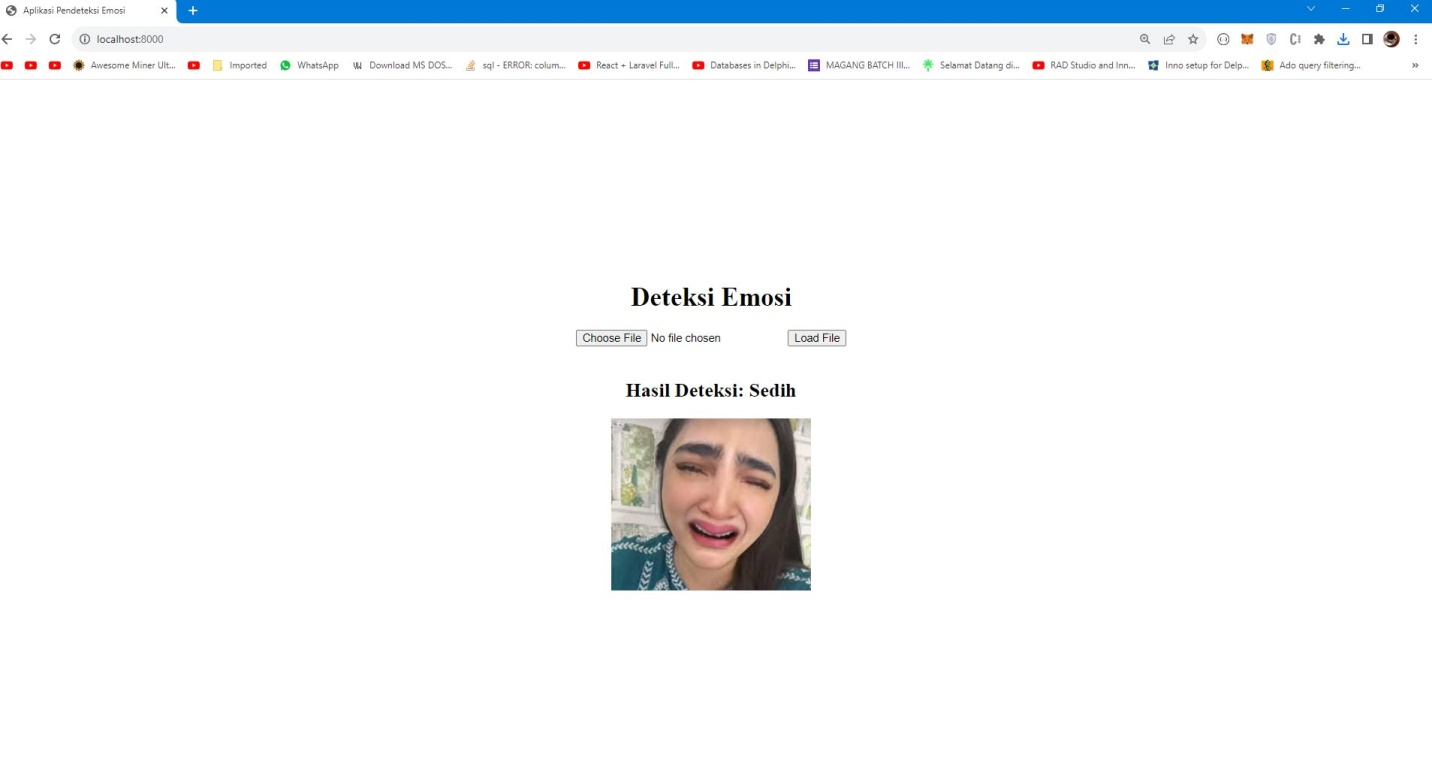 Aplikasi Pendeteksi Emosi
localhost:8000
Awesome Miner Ult... Imported WhatsApp Download MS DOS... sql - ERROR: colum... React + Laravel Full... Databases in Delphi... MAGANG BATCH III... Selamat Datang di... RAD Studio and Inn... Inno setup for Delp... Ado query filtering... »
Deteksi Emosi
Choose File No file chosen Load File
Hasil Deteksi: Sedih